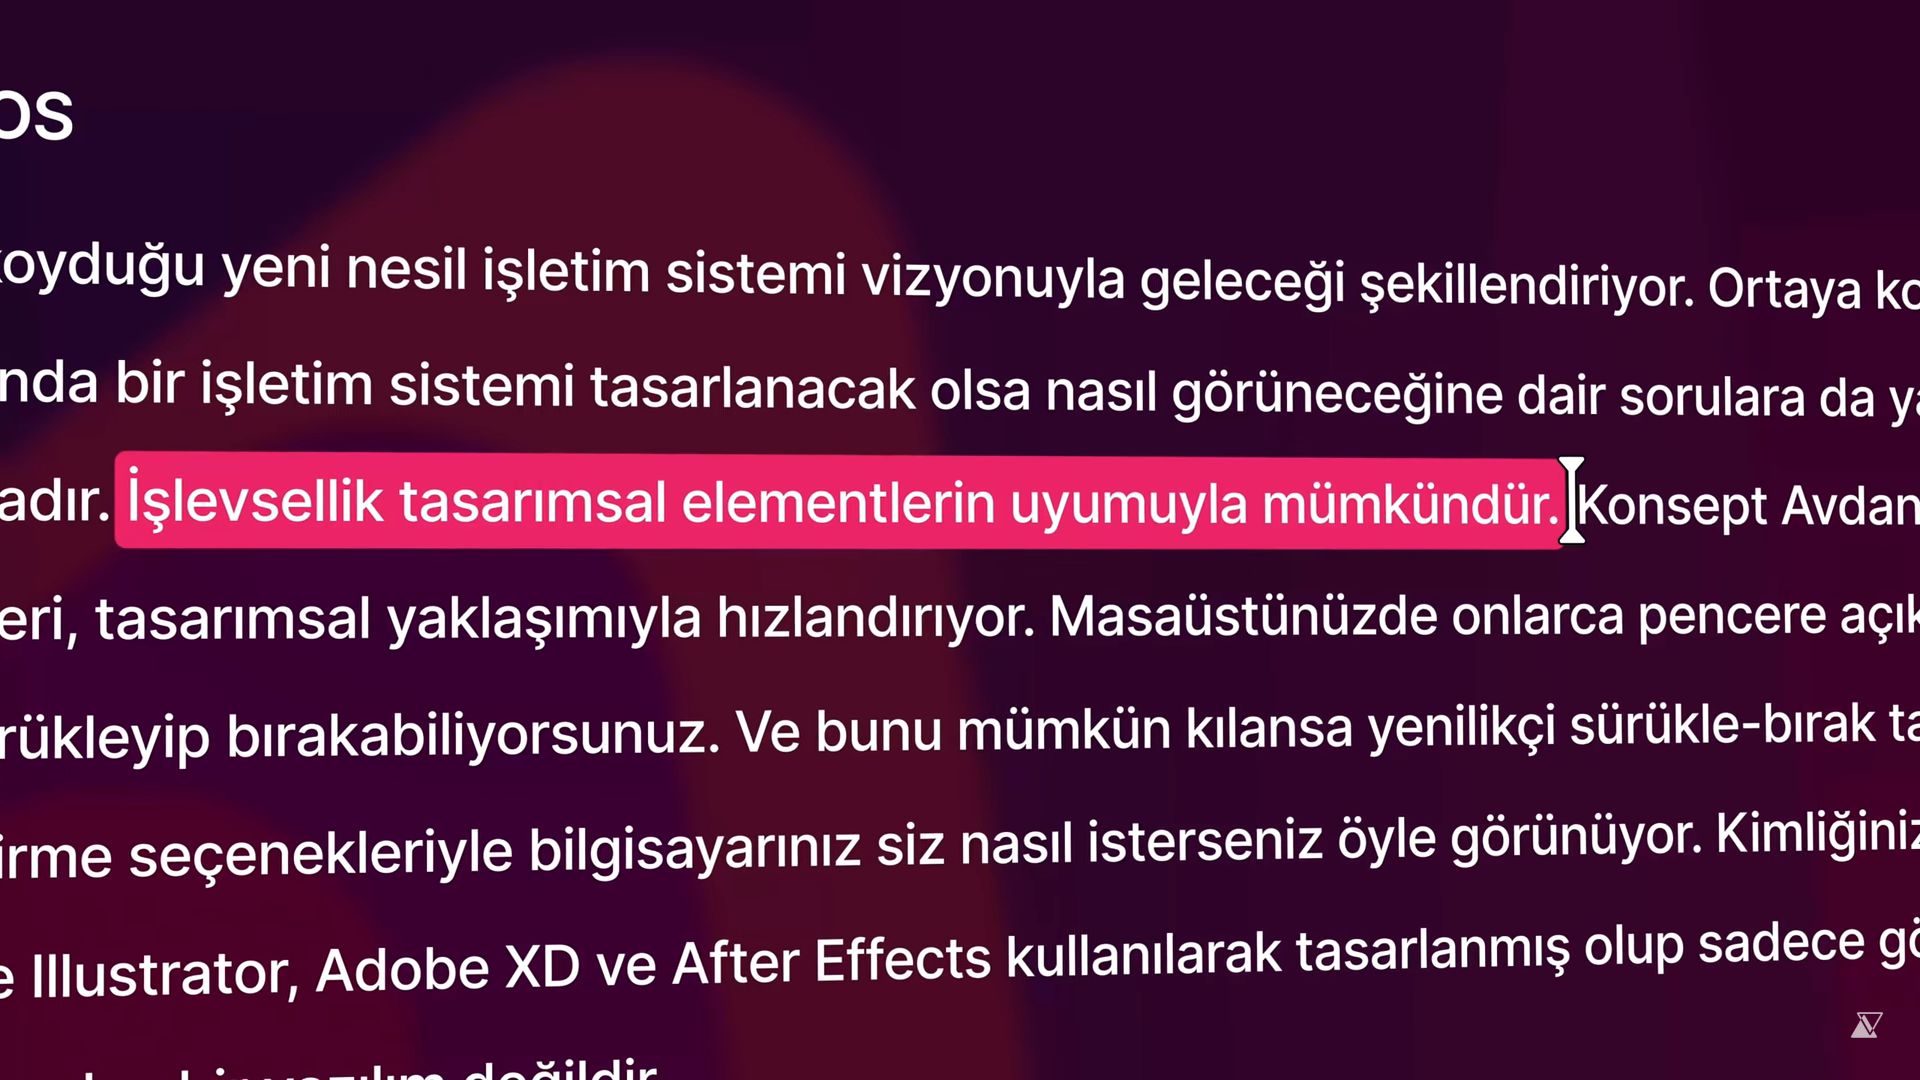 OS
koyduğu yeni nesil işletim sistemi vizyonuyla geleceği şekillendiriyor. Ortaya ko
nda bir işletim sistemi tasarlanacak olsa nasıl görüneceğine dair sorulara da ya
adır. İşlevsellik tasarımsal elementlerin uyumuyla mümkündür. Konsept Avdan
eri, tasarımsal yaklaşımıyla hızlandırıyor. Masaüstünüzde onlarca pencere açık
rükleyip bırakabiliyorsunuz. Ve bunu mümkün kılansa yenilikçi sürükle-bırak ta
irme seçenekleriyle bilgisayarınız siz nasıl isterseniz öyle görünüyor. Kimliğiniz
e Illustrator, Adobe XD ve After Effects kullanılarak tasarlanmış olup sadece gö
bir yazılım değildir